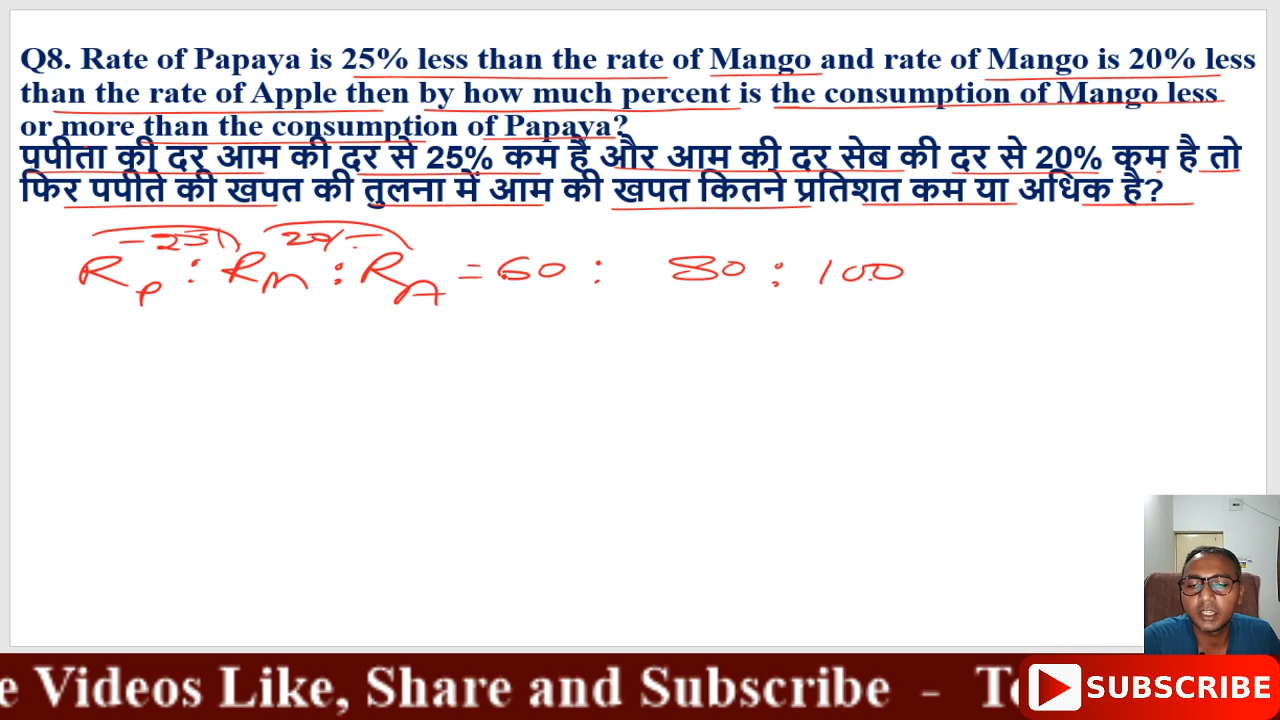 Q8. Rate of Papaya is 25% less than the rate of Mango and rate of Mango is 20% less
than the rate of Apple then by how much percent is the consumption of Mango less
or more than the consumption of Papaya?
पपीता की दर आम की दर से 25% कम है और आम की दर सेब की दर से 20% कम है तो
फिर पपीते की खपत की तुलना में आम की खपत कितने प्रतिशत कम या अधिक है?
-25% 20%-
RP : RM : RA = 60 : 80 : 100
e Videos Like, Share and Subscribe - T
SUBSCRIBE